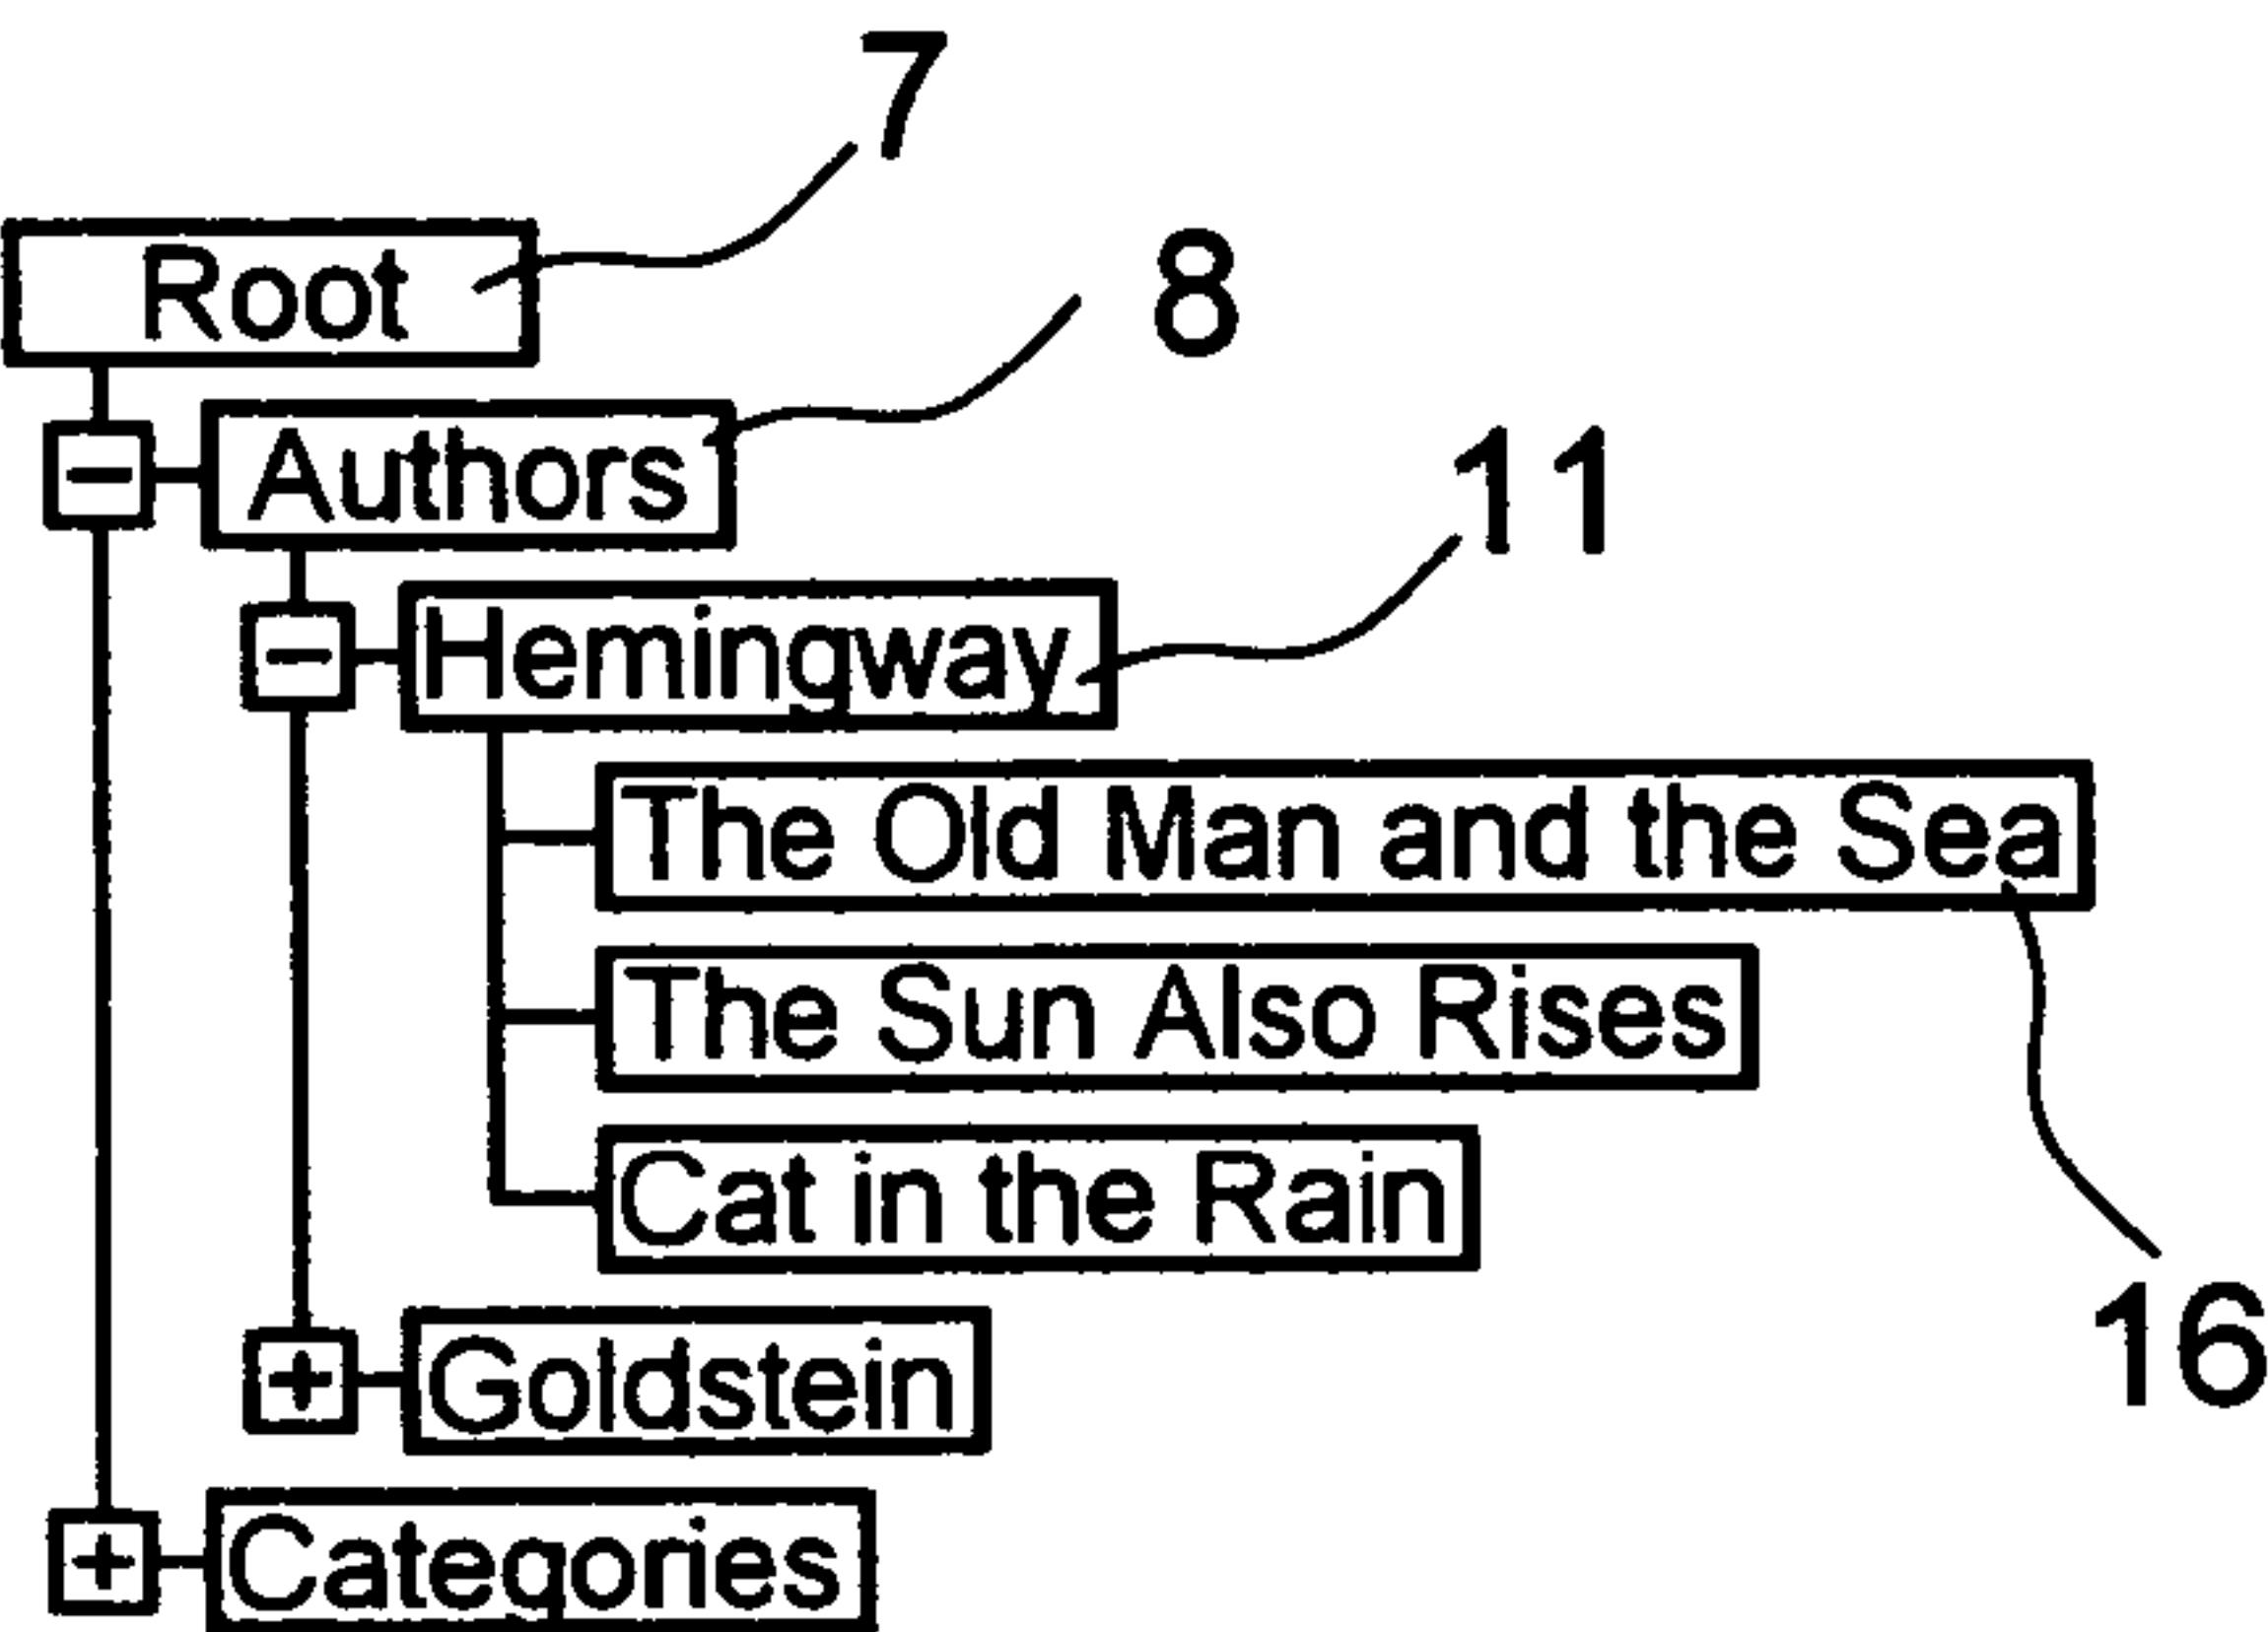 7
Root
8
Authors
11
Hemingway
The Old Man and the Sea
The Sun Also Rises
Cat in the Rain
16
Goldstein
Categories